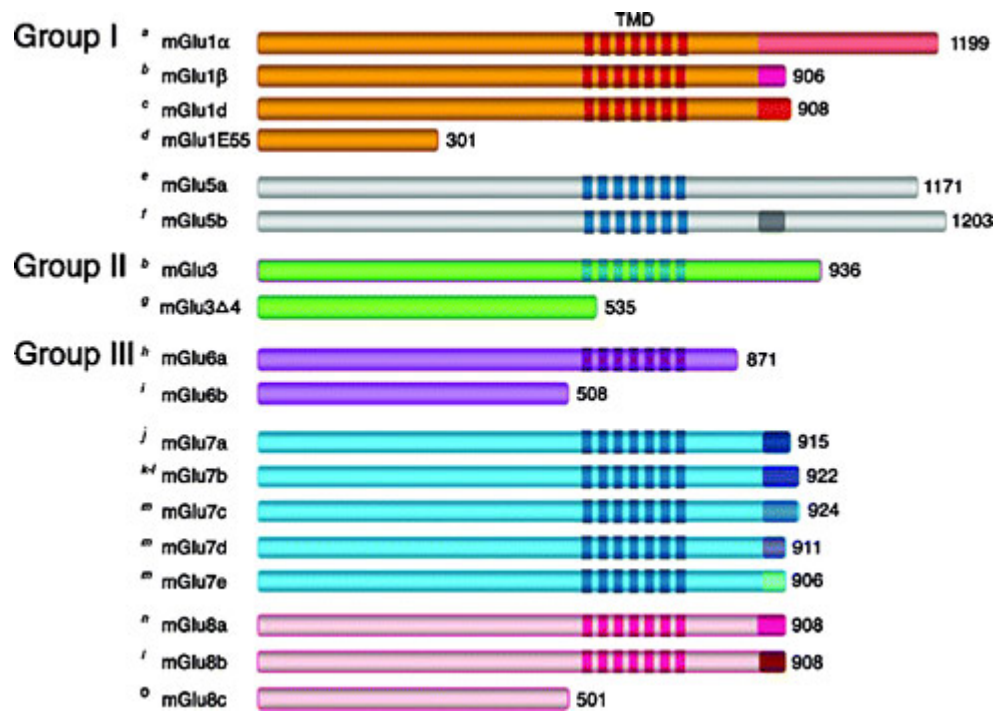 TMD
Group I a mGlu1α 1199
b mGlu1β 906
c mGlu1d 908
d mGlu1E55 301
e mGlu5a 1171
f mGlu5b 1203
Group II b mGlu3 936
g mGlu3Δ4 535
Group III h mGlu6a 871
i mGlu6b 508
j mGlu7a 915
k-l mGlu7b 922
m mGlu7c 924
m mGlu7d 911
m mGlu7e 906
n mGlu8a 908
l mGlu8b 908
o mGlu8c 501